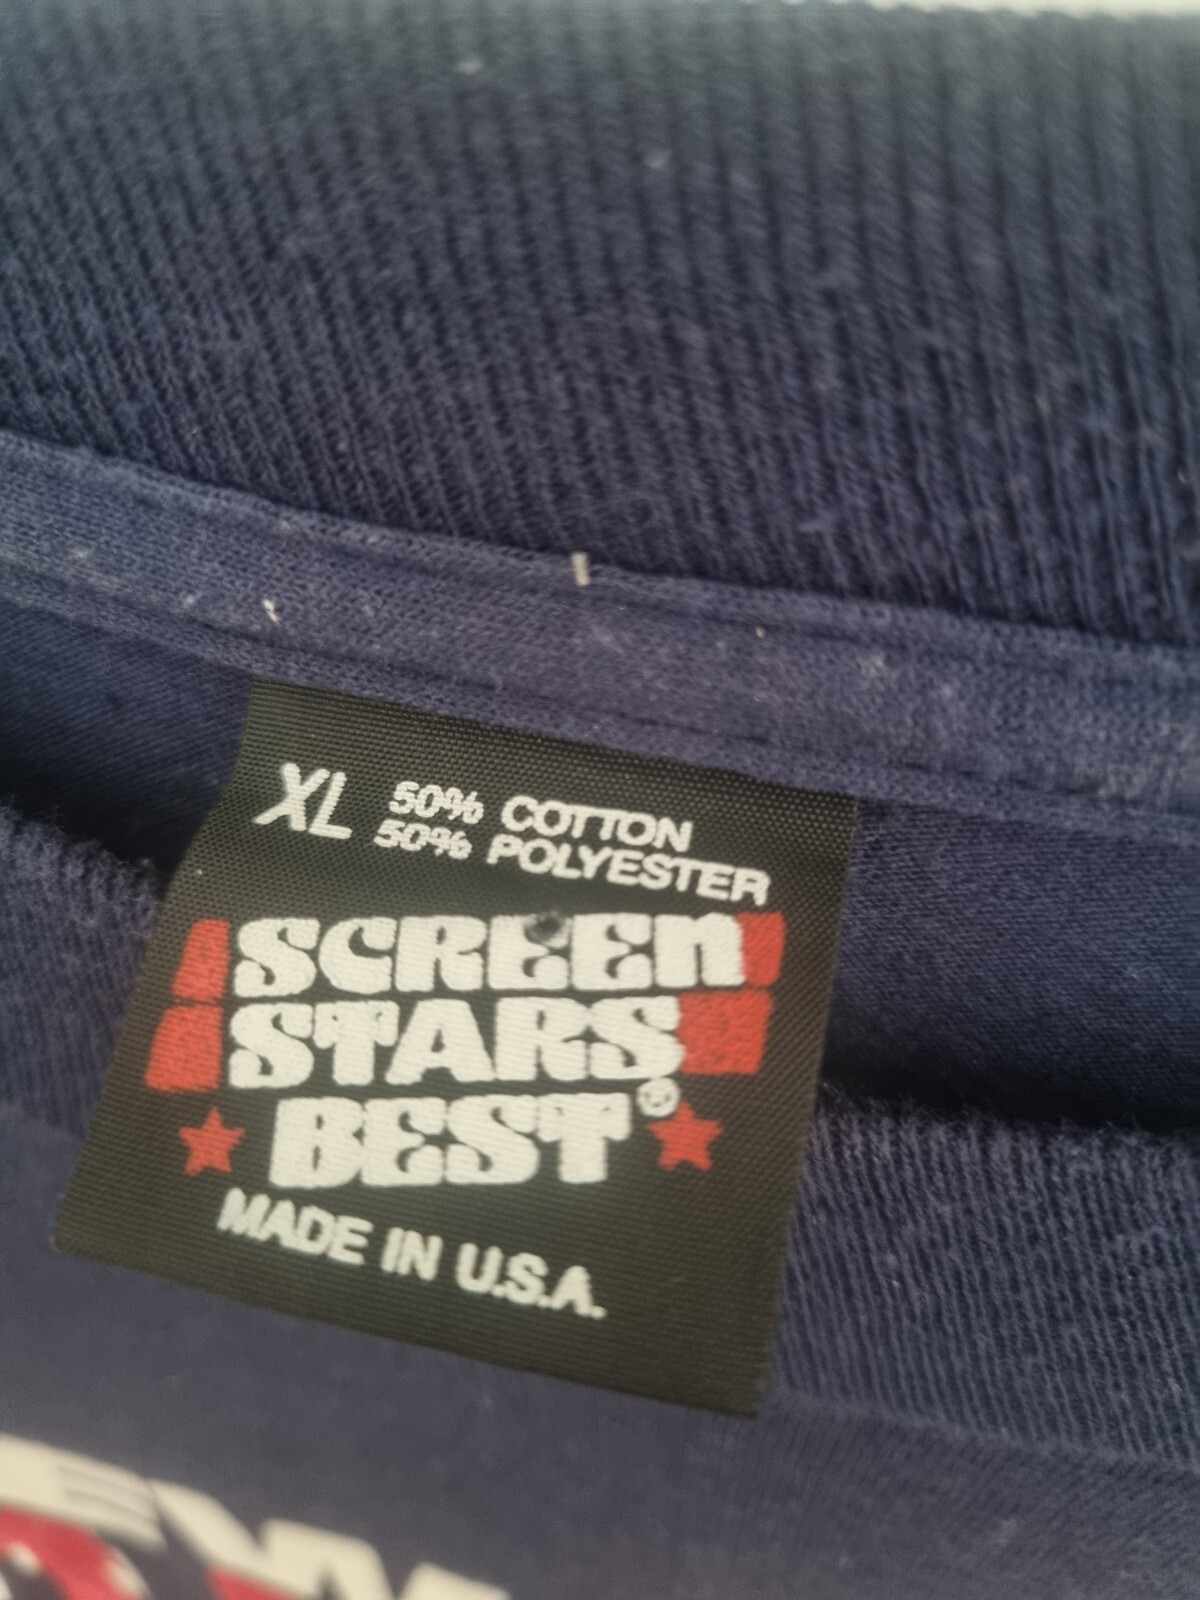 XL 50% COTTON
50% POLYESTER
SCREEN
STARS
BEST®
MADE IN U.S.A.